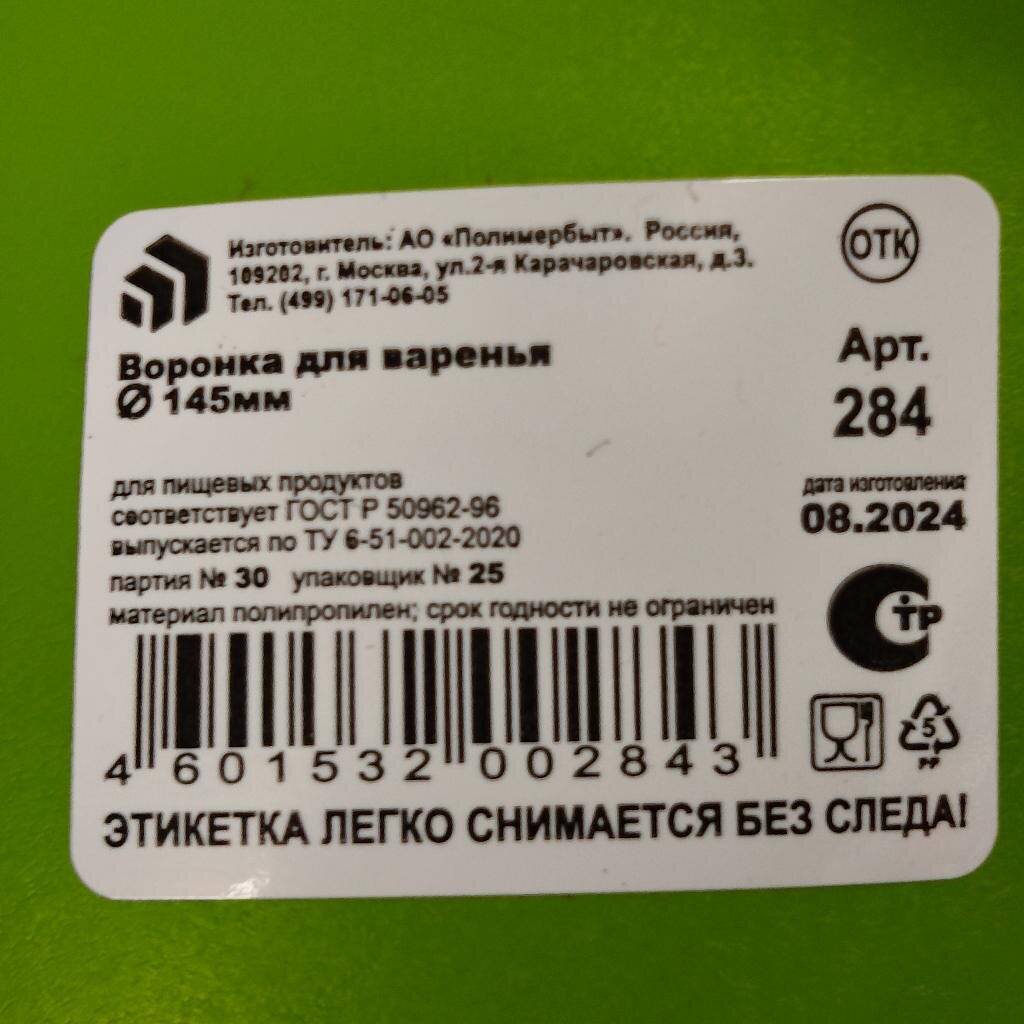 Изготовитель: АО «Полимербыт». Россия,
109202, г. Москва, ул.2-я Карачаровская, д.3.
Тел. (499) 171-06-05
ОТК
Воронка для варенья
Ø 145мм
Арт.
284
для пищевых продуктов
соответствует ГОСТ Р 50962-96
выпускается по ТУ 6-51-002-2020
дата изготовления
08.2024
партия № 30 упаковщик № 25
материал полипропилен; срок годности не ограничен
СТР
4 601532 002843
5
PP
ЭТИКЕТКА ЛЕГКО СНИМАЕТСЯ БЕЗ СЛЕДА!